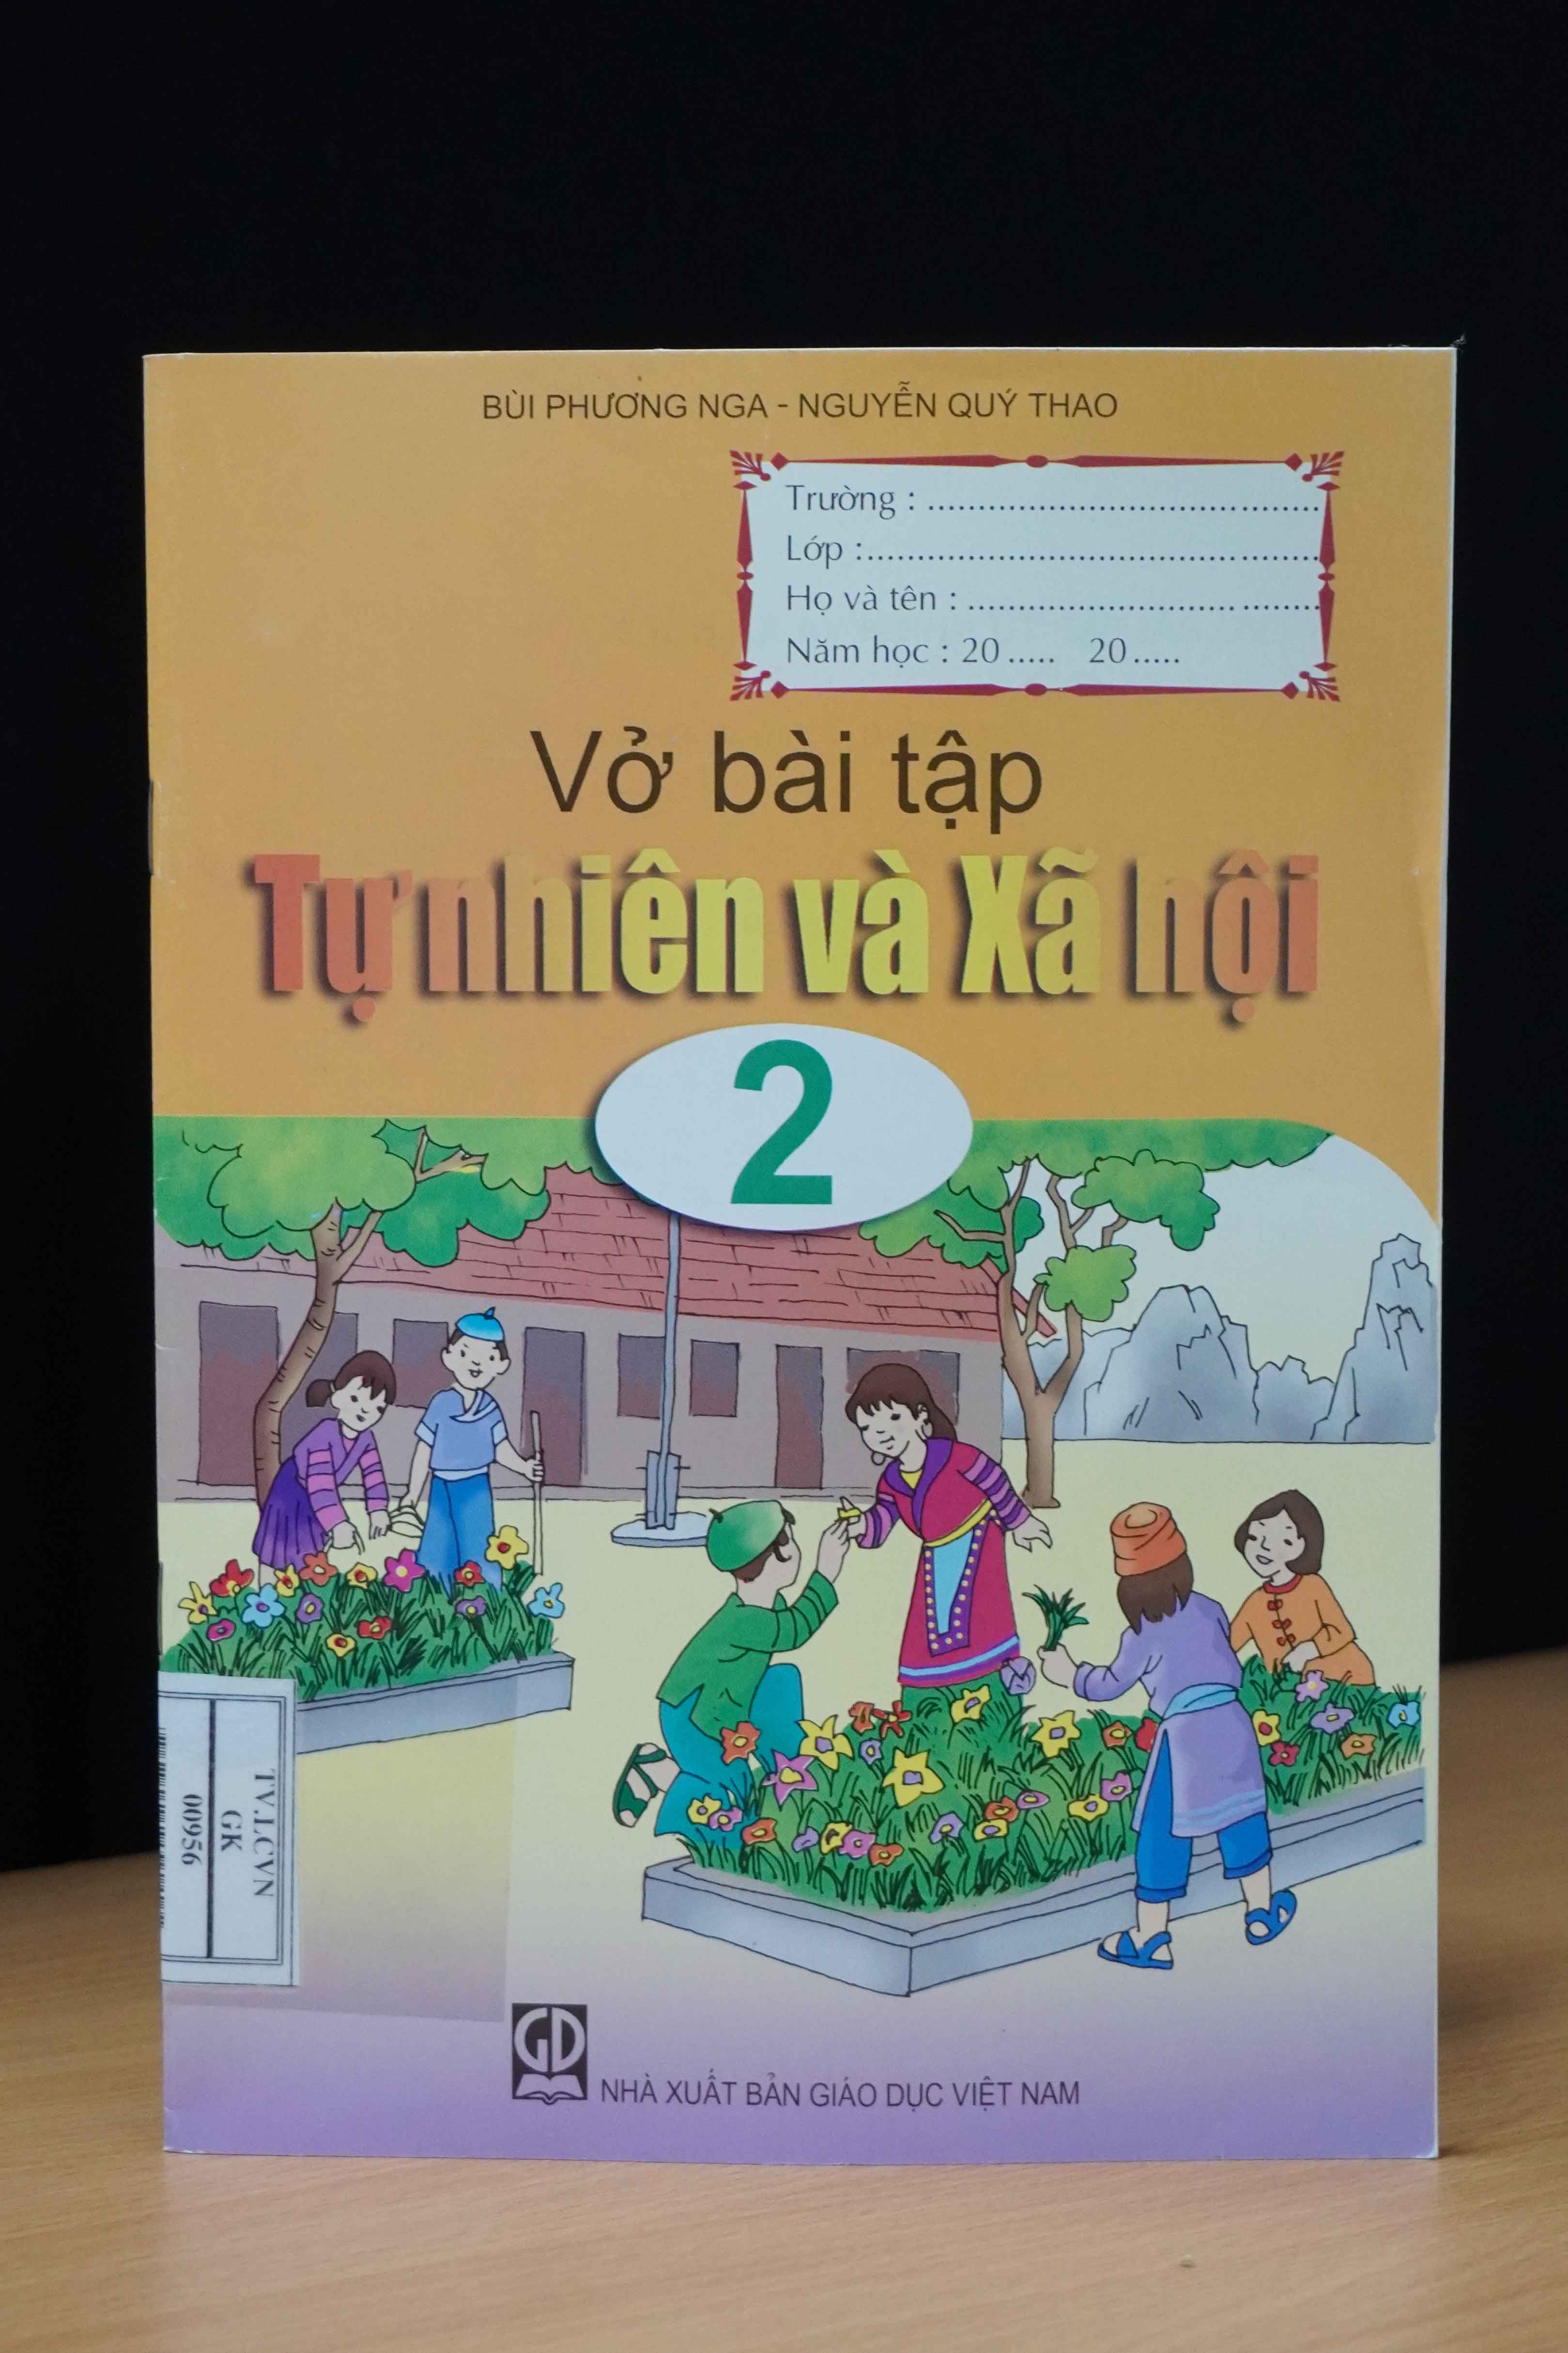 BÙI PHƯƠNG NGA - NGUYỄN QUÝ THAO
Trường : ......................................
Lớp :............................................
Họ và tên : ..................................
Năm học : 20..... 20.....
Vở bài tập
Tự nhiên và Xã hội
2
TV.LCVN
GK
00956
GD
NHÀ XUẤT BẢN GIÁO DỤC VIỆT NAM